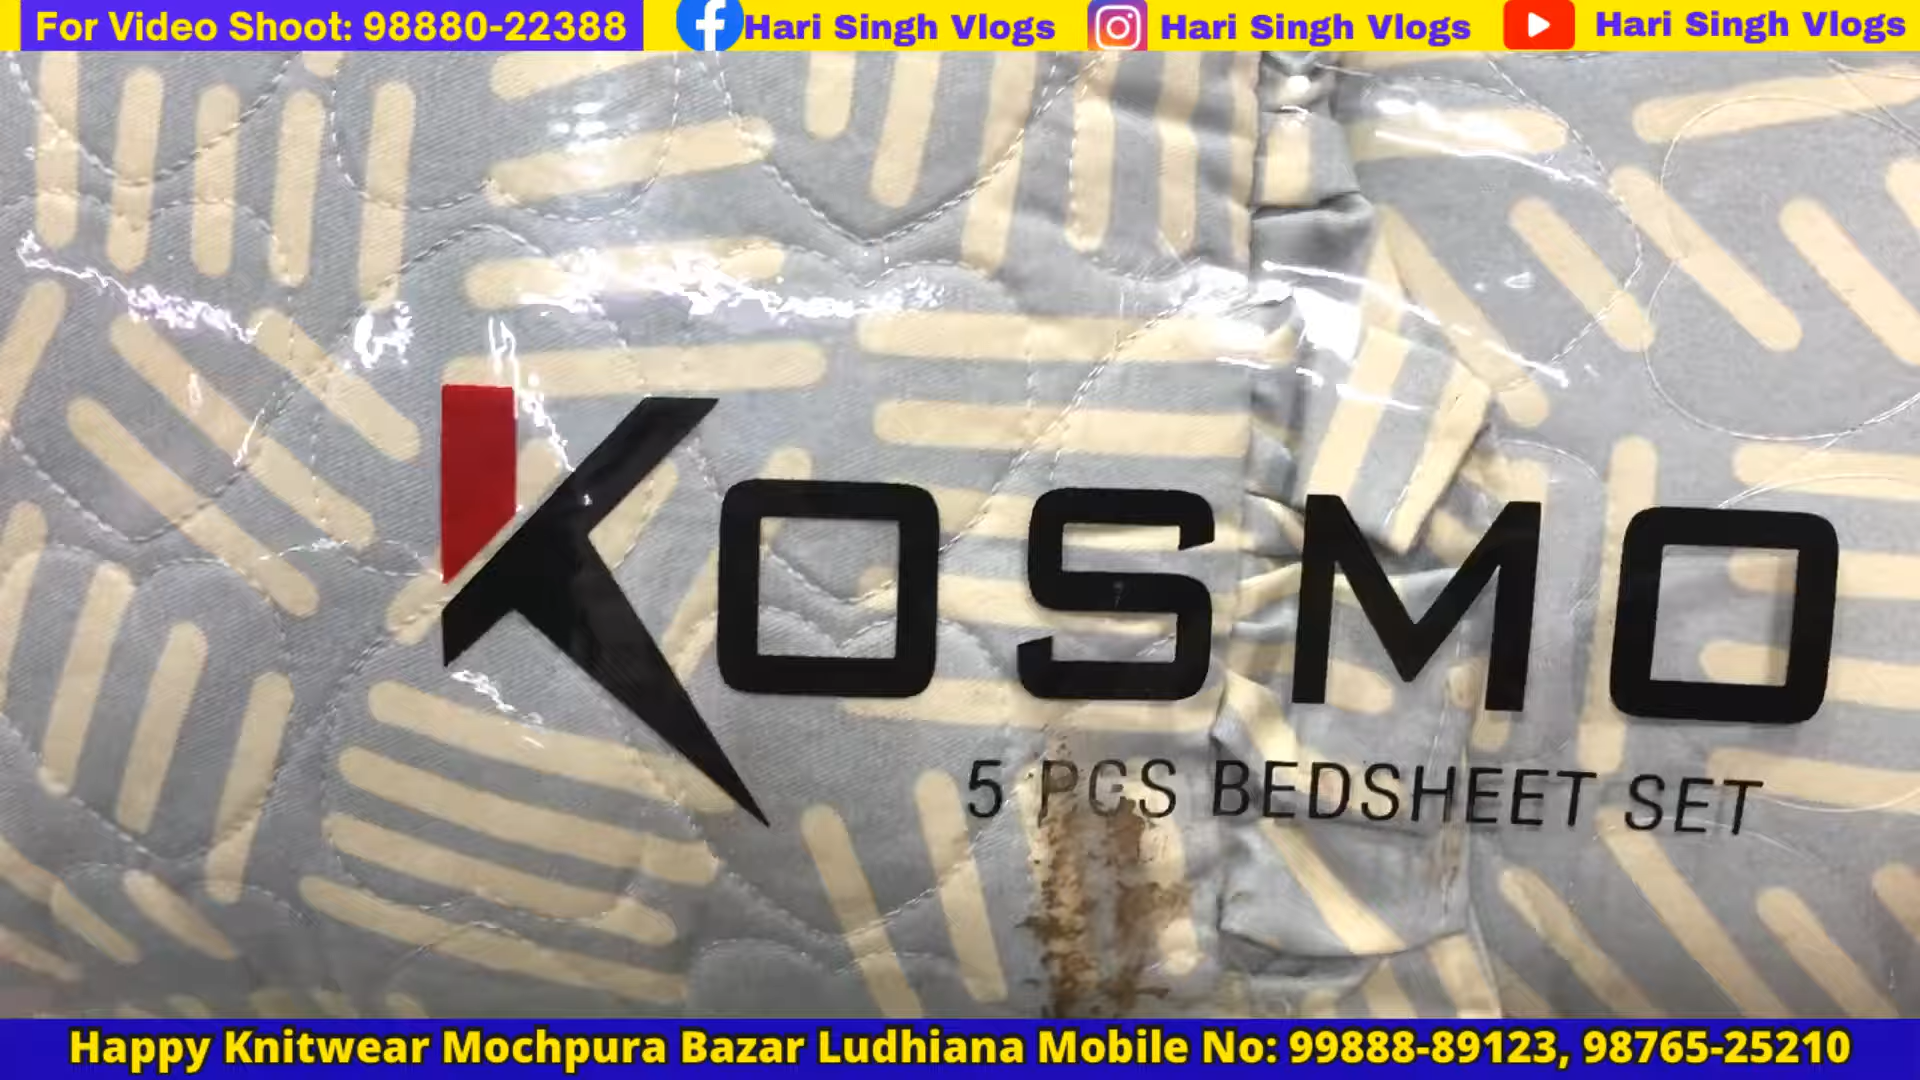 For Video Shoot: 98880-22388 Hari Singh Vlogs Hari Singh Vlogs Hari Singh Vlogs
KOSMO
5 PCS BEDSHEET SET
Happy Knitwear Mochpura Bazar Ludhiana Mobile No: 99888-89123, 98765-25210